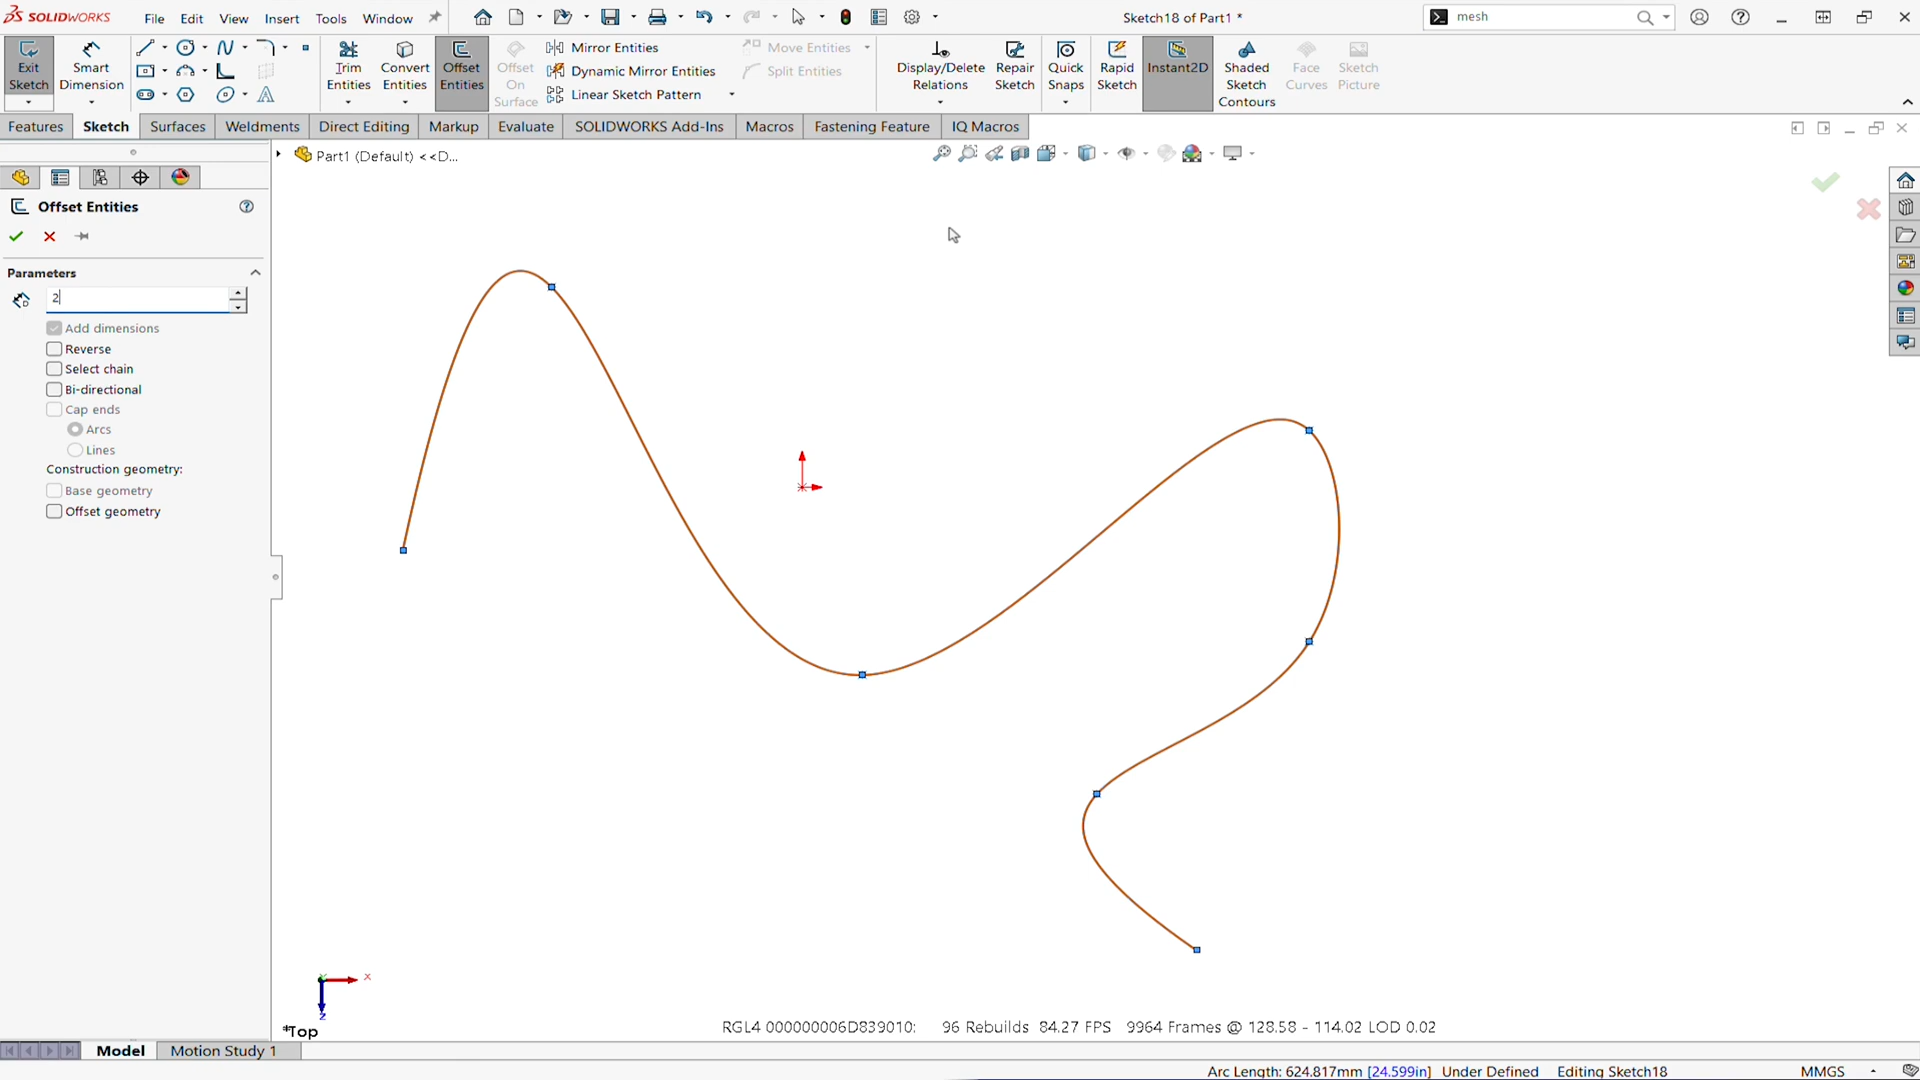 SOLIDWORKS File Edit View Insert Tools Window Sketch18 of Part1 * mesh
Exit Sketch
Smart Dimension
Trim Entities
Convert Entities
Offset Entities
Offset On Surface
Mirror Entities
Dynamic Mirror Entities
Linear Sketch Pattern
Move Entities
Split Entities
Display/Delete Relations
Repair Sketch
Quick Snaps
Rapid Sketch
Instant2D
Shaded Sketch Contours
Face Curves
Sketch Picture
Features Sketch Surfaces Weldments Direct Editing Markup Evaluate SOLIDWORKS Add-Ins Macros Fastening Feature IQ Macros
Part1 (Default) <<D...
Offset Entities
Parameters
2
Add dimensions
Reverse
Select chain
Bi-directional
Cap ends
Arcs
Lines
Construction geometry:
Base geometry
Offset geometry
Y
X
Z
*Top
RGL4 000000006D839010: 96 Rebuilds 84.27 FPS 9964 Frames @ 128.58 - 114.02 LOD 0.02
Model Motion Study 1
Arc Length: 624.817mm [24.599in] Under Defined Editing Sketch18 MMGS